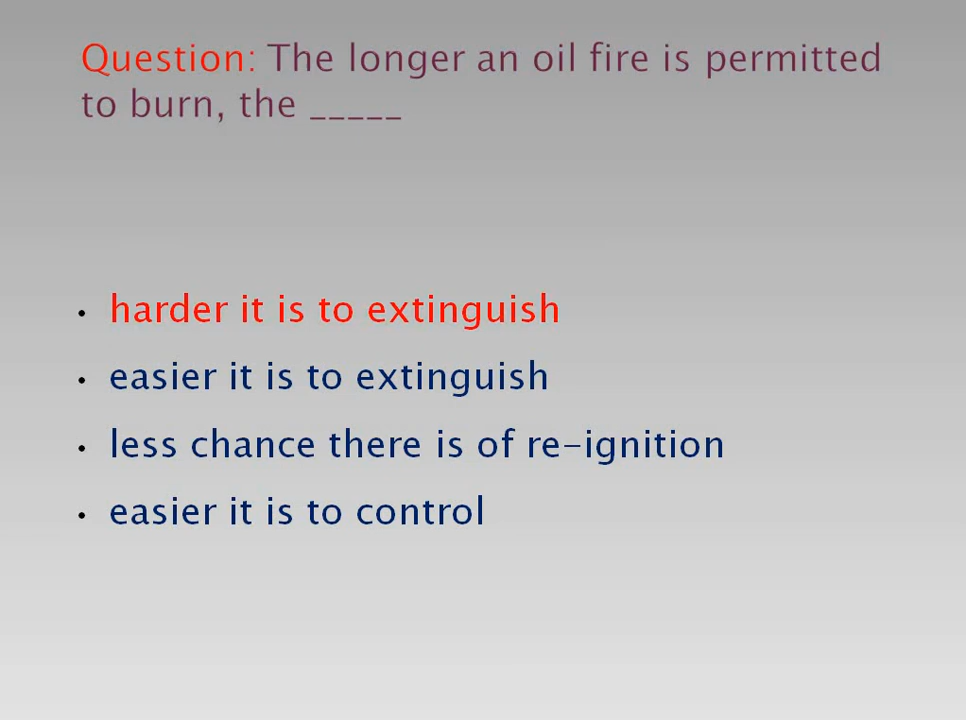 Question: The longer an oil fire is permitted
to burn, the _____
• harder it is to extinguish
• easier it is to extinguish
• less chance there is of re-ignition
• easier it is to control